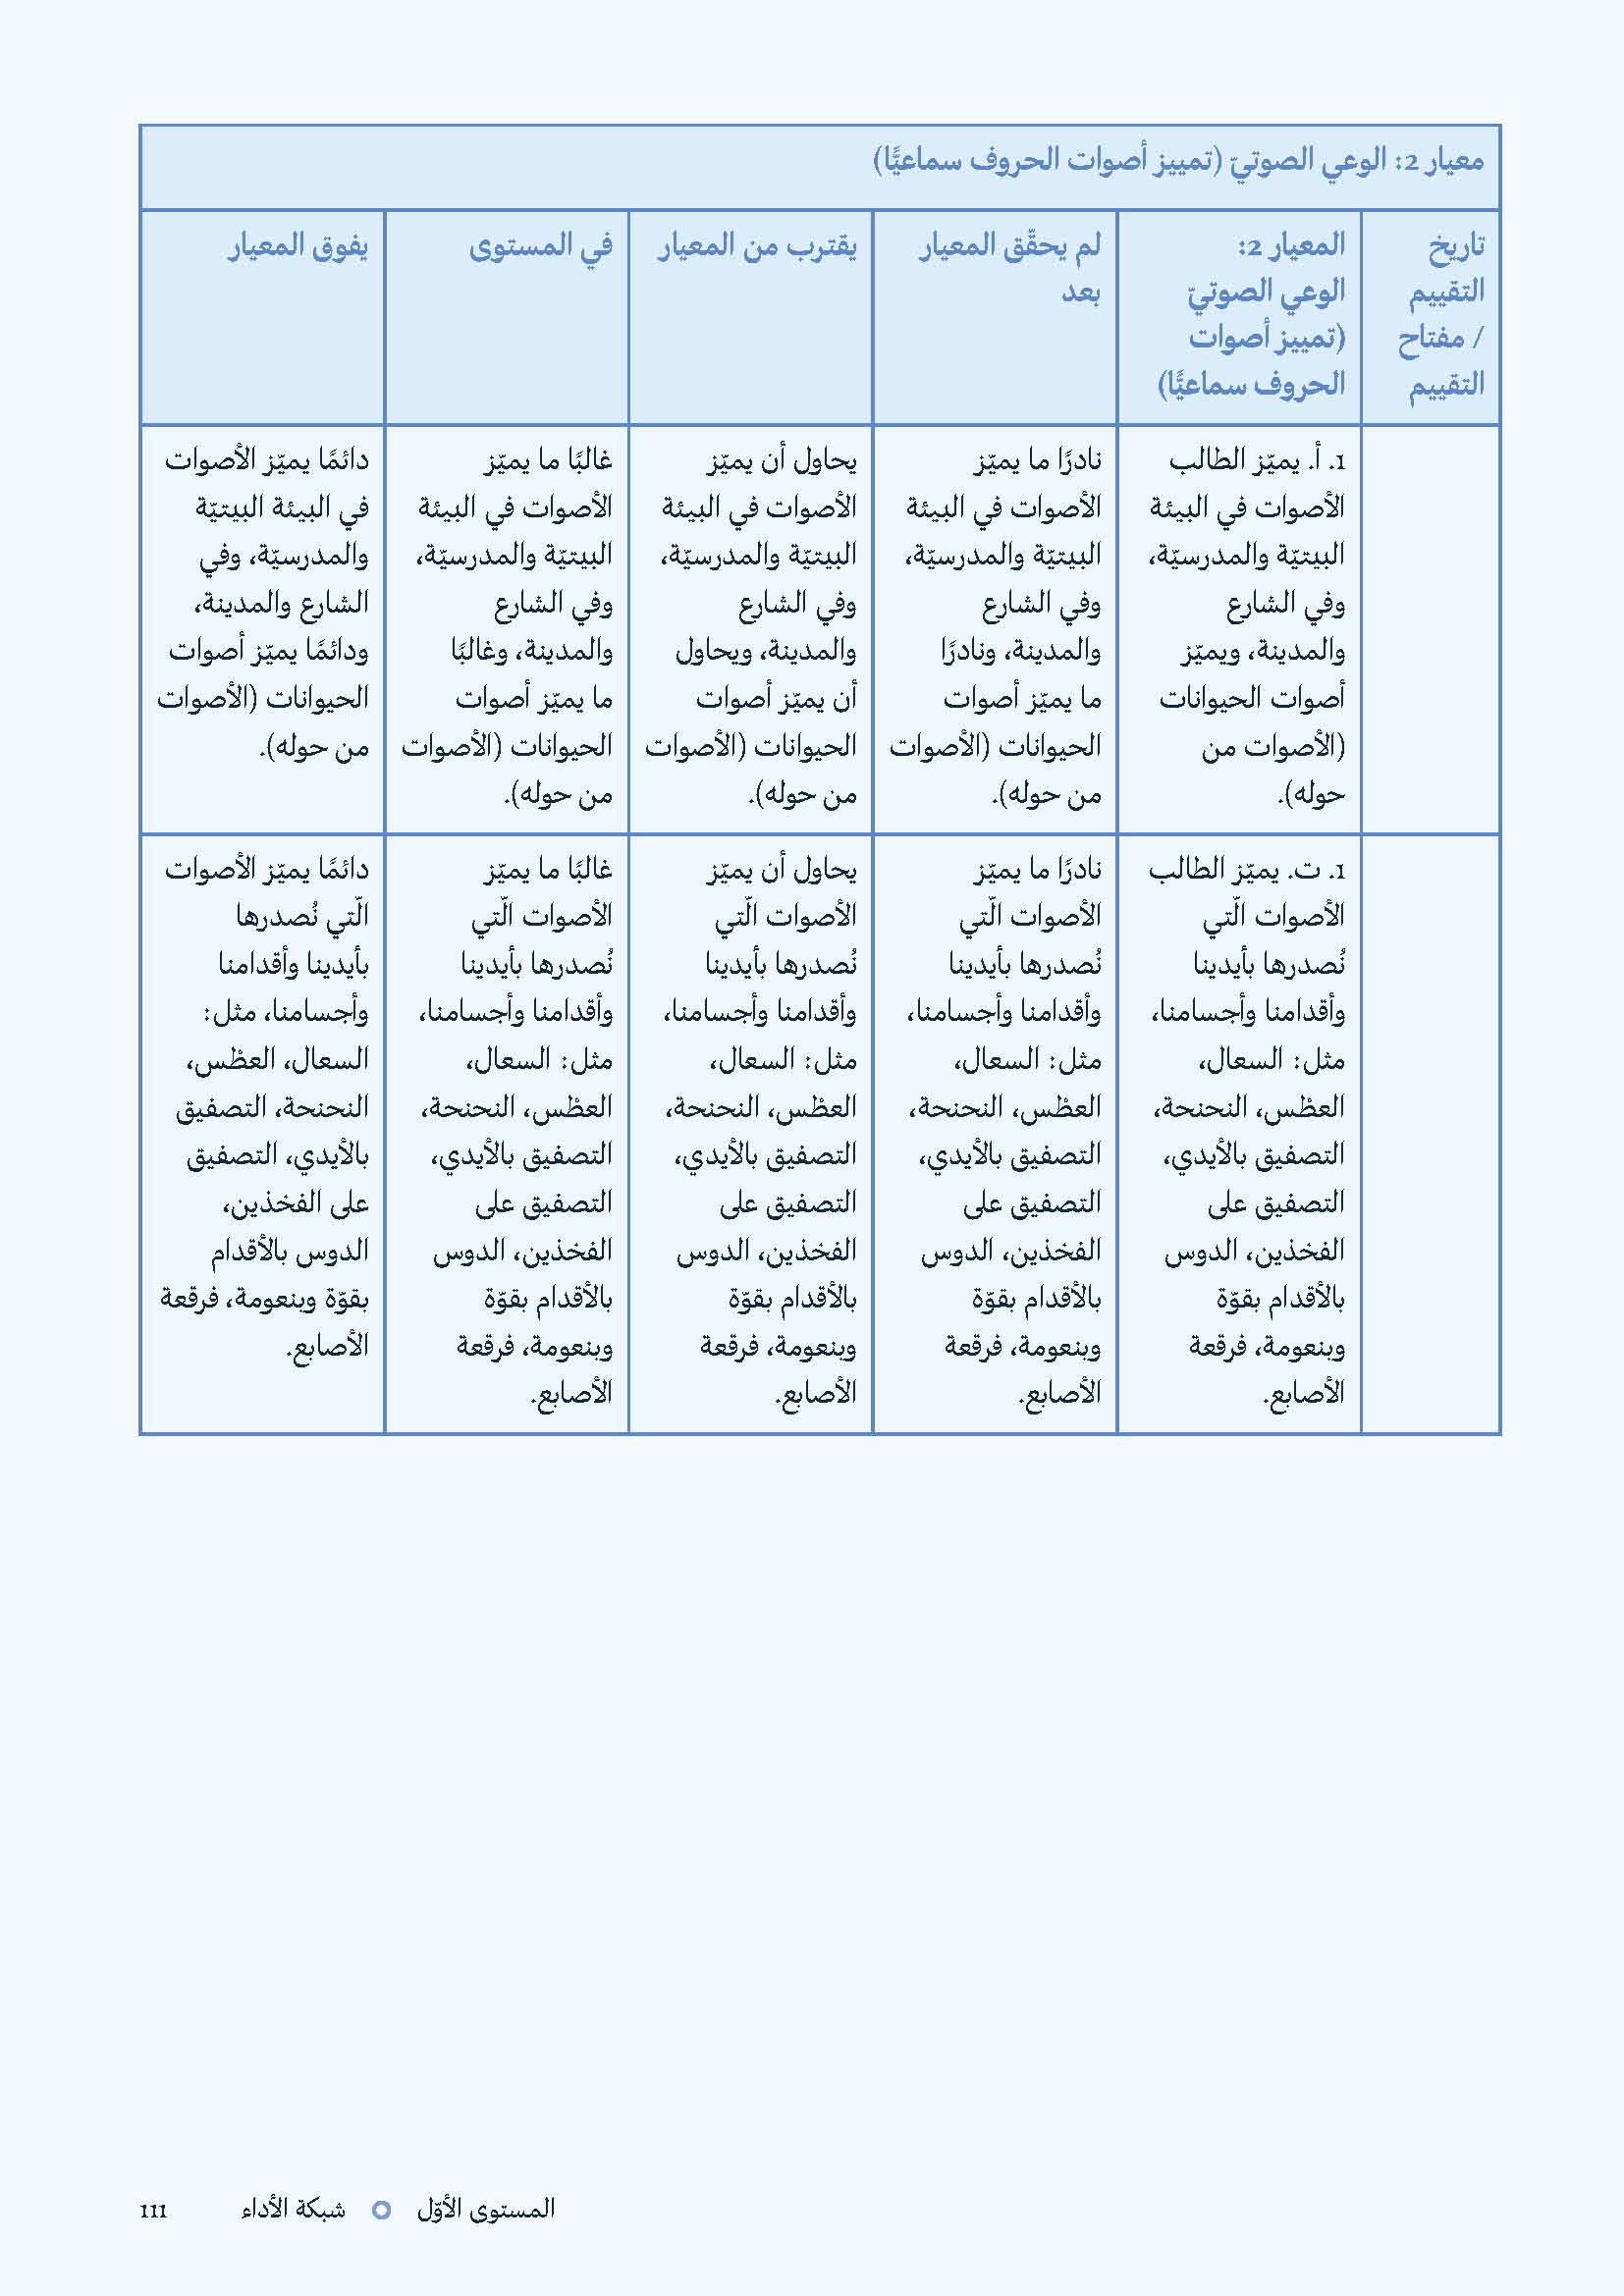 معيار 2: الوعي الصوتيّ (تمييز أصوات الحروف سماعيًّا)
تاريخ
التقييم
/ مفتاح
التقييم
المعيار 2:
الوعي الصوتيّ
(تمييز أصوات
الحروف سماعيًّا)
لم يحقّق المعيار
بعد
يقترب من المعيار
في المستوى
يفوق المعيار
1. أ. يميّز الطالب
الأصوات في البيئة
البيتيّة والمدرسيّة،
وفي الشارع
والمدينة، ويميّز
أصوات الحيوانات
(الأصوات من
حوله).
نادرًا ما يميّز
الأصوات في البيئة
البيتيّة والمدرسيّة،
وفي الشارع
والمدينة، ونادرًا
ما يميّز أصوات
الحيوانات (الأصوات
من حوله).
يحاول أن يميّز
الأصوات في البيئة
البيتيّة والمدرسيّة،
وفي الشارع
والمدينة، ويحاول
أن يميّز أصوات
الحيوانات (الأصوات
من حوله).
غالبًا ما يميّز
الأصوات في البيئة
البيتيّة والمدرسيّة،
وفي الشارع
والمدينة، وغالبًا
ما يميّز أصوات
الحيوانات (الأصوات
من حوله).
دائمًا يميّز الأصوات
في البيئة البيتيّة
والمدرسيّة، وفي
الشارع والمدينة،
ودائمًا يميّز أصوات
الحيوانات (الأصوات
من حوله).
1. ت. يميّز الطالب
الأصوات الّتي
نُصدرها بأيدينا
وأقدامنا وأجسامنا،
مثل: السعال،
العطْس، النحنحة،
التصفيق بالأيدي،
التصفيق على
الفخذين، الدوس
بالأقدام بقوّة
وبنعومة، فرقعة
الأصابع.
نادرًا ما يميّز
الأصوات الّتي
نُصدرها بأيدينا
وأقدامنا وأجسامنا،
مثل: السعال،
العطْس، النحنحة،
التصفيق بالأيدي،
التصفيق على
الفخذين، الدوس
بالأقدام بقوّة
وبنعومة، فرقعة
الأصابع.
يحاول أن يميّز
الأصوات الّتي
نُصدرها بأيدينا
وأقدامنا وأجسامنا،
مثل: السعال،
العطْس، النحنحة،
التصفيق بالأيدي،
التصفيق على
الفخذين، الدوس
بالأقدام بقوّة
وبنعومة، فرقعة
الأصابع.
غالبًا ما يميّز
الأصوات الّتي
نُصدرها بأيدينا
وأقدامنا وأجسامنا،
مثل: السعال،
العطْس، النحنحة،
التصفيق بالأيدي،
التصفيق على
الفخذين، الدوس
بالأقدام بقوّة
وبنعومة، فرقعة
الأصابع.
دائمًا يميّز الأصوات
الّتي نُصدرها
بأيدينا وأقدامنا
وأجسامنا، مثل:
السعال، العطْس،
النحنحة، التصفيق
بالأيدي، التصفيق
على الفخذين،
الدوس بالأقدام
بقوّة وبنعومة، فرقعة
الأصابع.
المستوى الأوّل شبكة الأداء 111